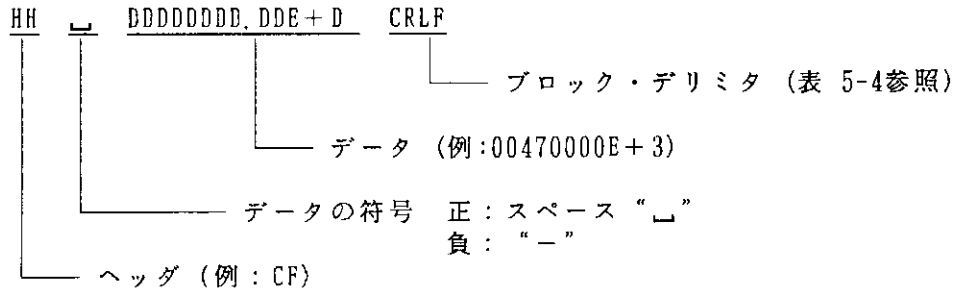 HH ␣ DDDDDDDD.DDE+D CRLF
ブロック・デリミタ (表 5-4参照)
データ (例:00470000E+3)
データの符号 正:スペース “␣”
負:“-”
ヘッダ (例:CF)